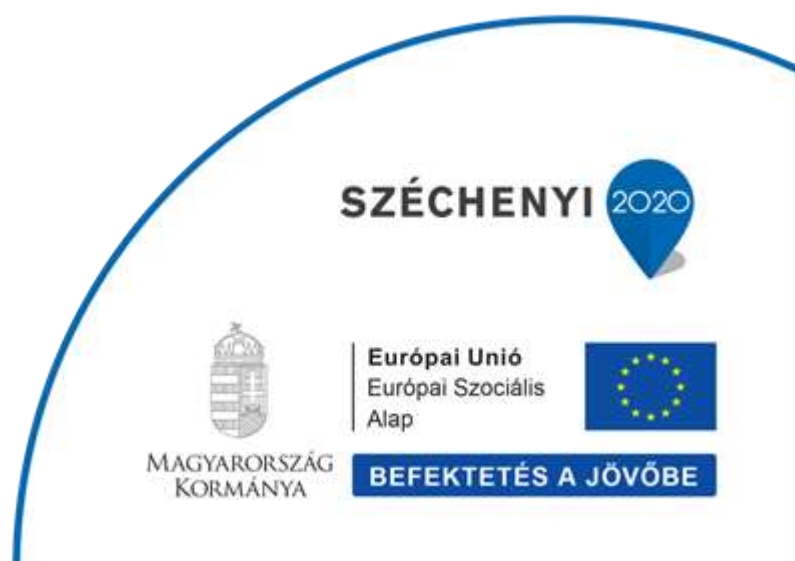 SZÉCHENYI 2020
Európai Unió
Európai Szociális
Alap
MAGYARORSZÁG
KORMÁNYA
BEFEKTETÉS A JÖVŐBE